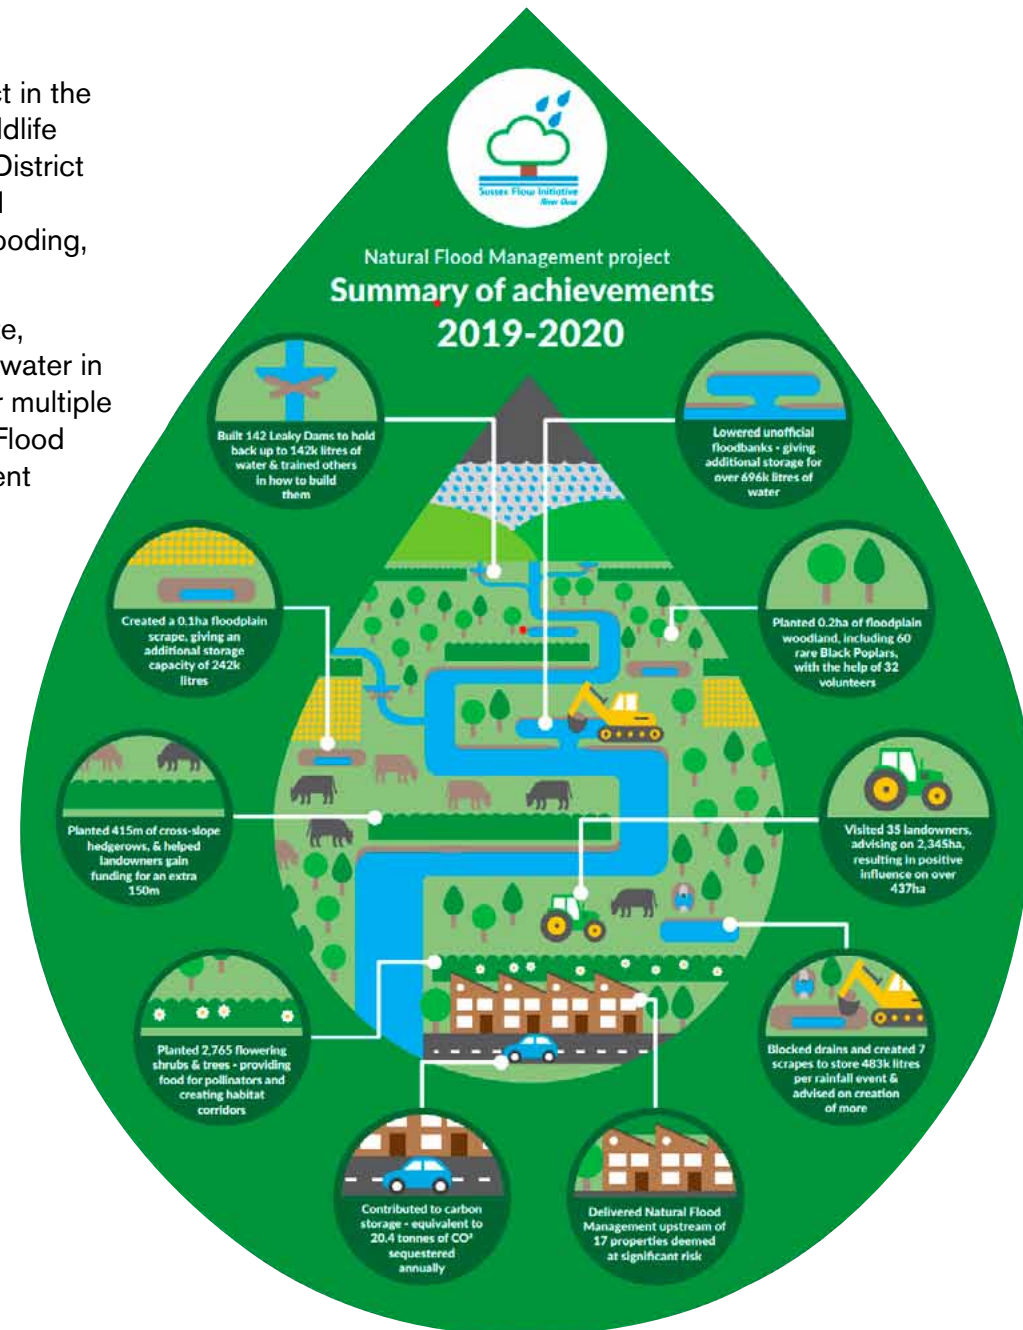 ct in the
ldlife
District
l
ooding,
te,
water in
r multiple
Flood
ent
Sussex Flow Initiative
River Ouse
Natural Flood Management project
Summary of achievements
2019-2020
Built 142 Leaky Dams to hold
back up to 142k litres of
water & trained others
in how to build
them
Lowered unofficial
floodbanks - giving
additional storage for
over 696k litres of
water
Created a 0.1ha floodplain
scrape, giving an
additional storage
capacity of 242k
litres
Planted 0.2ha of floodplain
woodland, including 60
rare Black Poplars,
with the help of 32
volunteers
Planted 415m of cross-slope
hedgerows, & helped
landowners gain
funding for an extra
150m
Visited 35 landowners,
advising on 2,345ha,
resulting in positive
influence on over
437ha
Planted 2,765 flowering
shrubs & trees - providing
food for pollinators and
creating habitat
corridors
Blocked drains and created 7
scrapes to store 483k litres
per rainfall event &
advised on creation
of more
Contributed to carbon
storage - equivalent to
20.4 tonnes of CO²
sequestered
annually
Delivered Natural Flood
Management upstream of
17 properties deemed
at significant risk